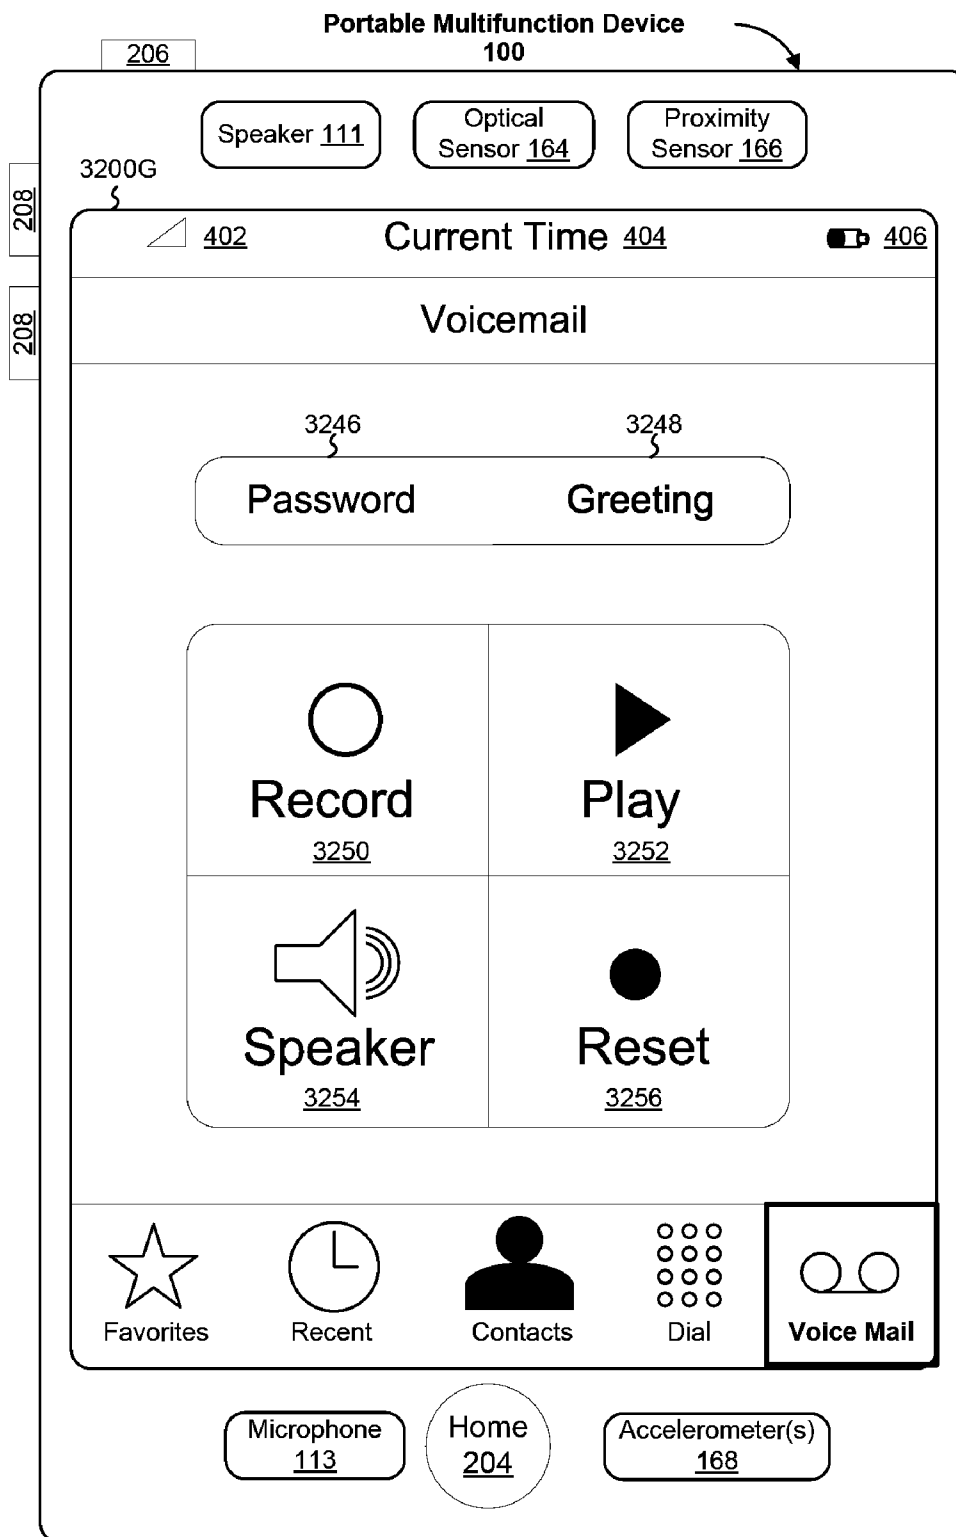 Portable Multifunction Device
100
206
Speaker 111
Optical
Sensor 164
Proximity
Sensor 166
3200G
208
208
402
Current Time 404
406
Voicemail
3246
3248
Password
Greeting
Record
3250
Play
3252
Speaker
3254
Reset
3256
Favorites
Recent
Contacts
Dial
Voice Mail
Microphone
113
Home
204
Accelerometer(s)
168